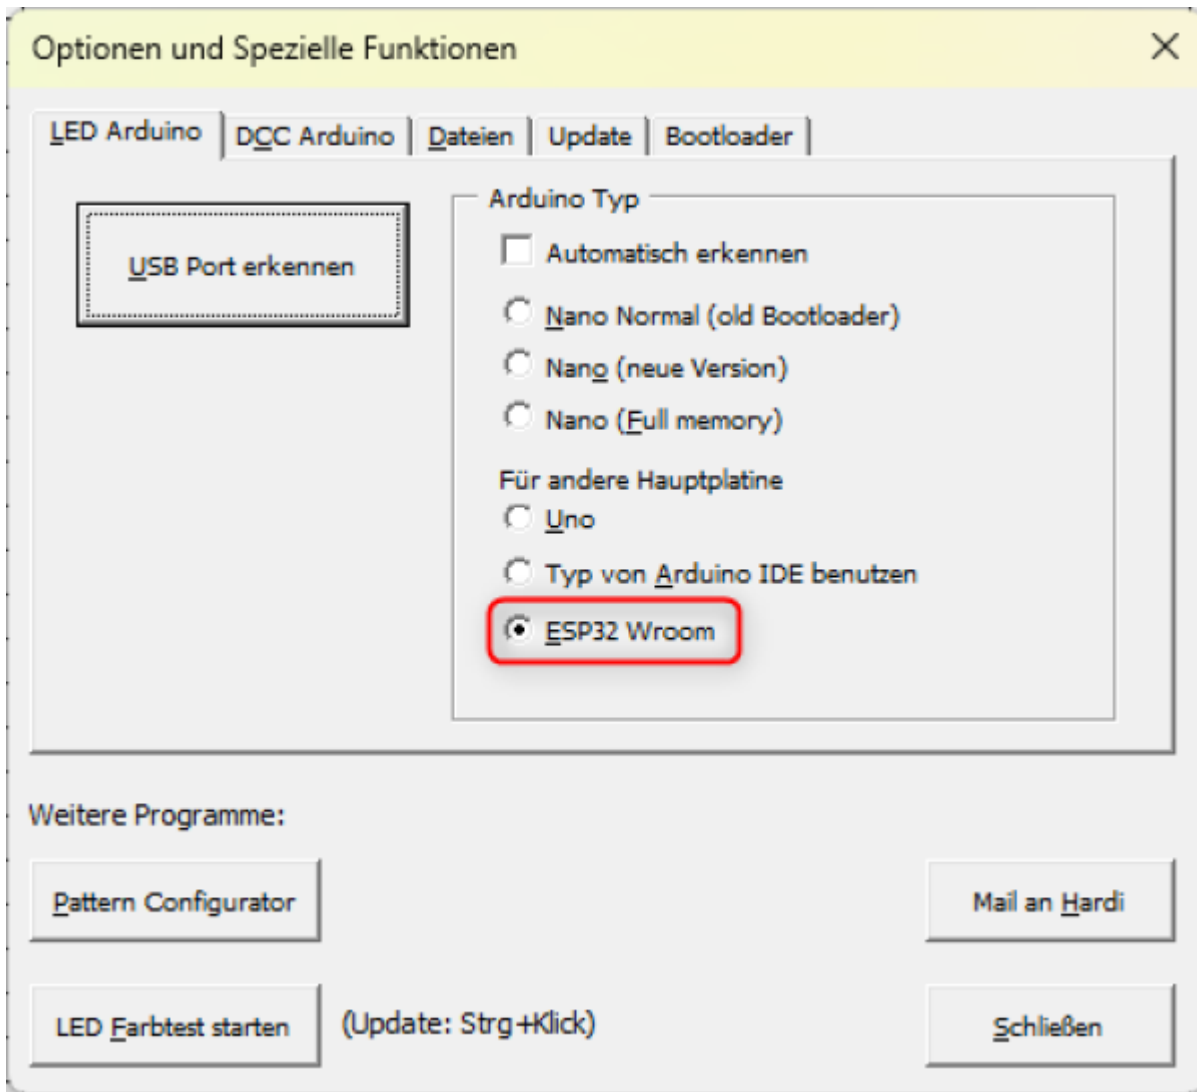 Optionen und Spezielle Funktionen
LED Arduino DCC Arduino Dateien Update Bootloader
USB Port erkennen
Arduino Typ
Automatisch erkennen
Nano Normal (old Bootloader)
Nano (neue Version)
Nano (Full memory)
Für andere Hauptplatine
Uno
Typ von Arduino IDE benutzen
ESP32 Wroom
Weitere Programme:
Pattern Configurator
Mail an Hardi
LED Farbtest starten (Update: Strg+Klick)
Schließen